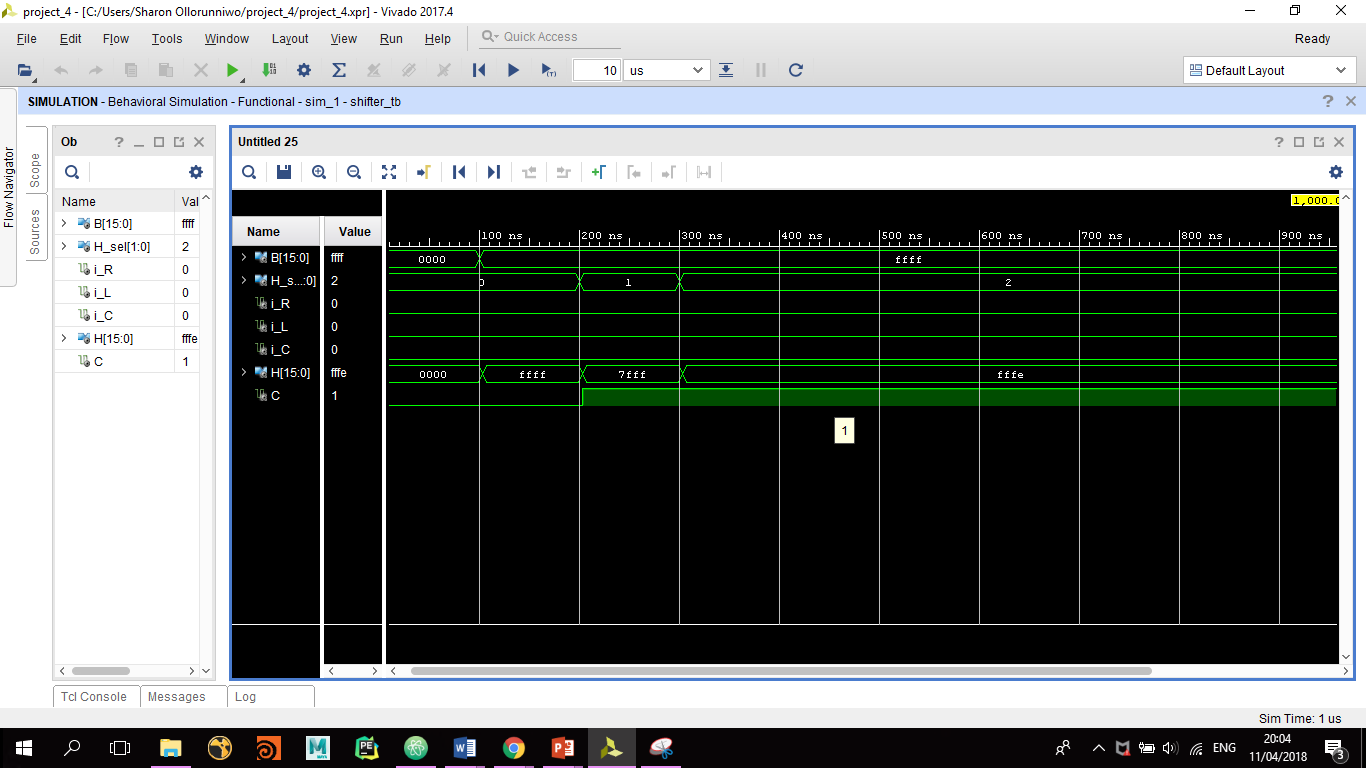 project_4 - [C:/Users/Sharon Ollorunniwo/project_4/project_4.xpr] - Vivado 2017.4
File Edit Flow Tools Window Layout View Run Help Quick Access Ready
10 us Default Layout
SIMULATION - Behavioral Simulation - Functional - sim_1 - shifter_tb ?
Flow Navigator
Scope
Sources
Ob ?
Name Val
B[15:0] ffff
H_sel[1:0] 2
i_R 0
i_L 0
i_C 0
H[15:0] fffe
C 1
Untitled 25 ?
1,000.0
Name Value
100 ns 200 ns 300 ns 400 ns 500 ns 600 ns 700 ns 800 ns 900 ns
B[15:0] ffff 0000 ffff
H_s...:0] 2 0 1 2
i_R 0
i_L 0
i_C 0
H[15:0] fffe 0000 ffff 7fff fffe
C 1
1
Tcl Console Messages Log
Sim Time: 1 us
ENG
20:04
11/04/2018
3